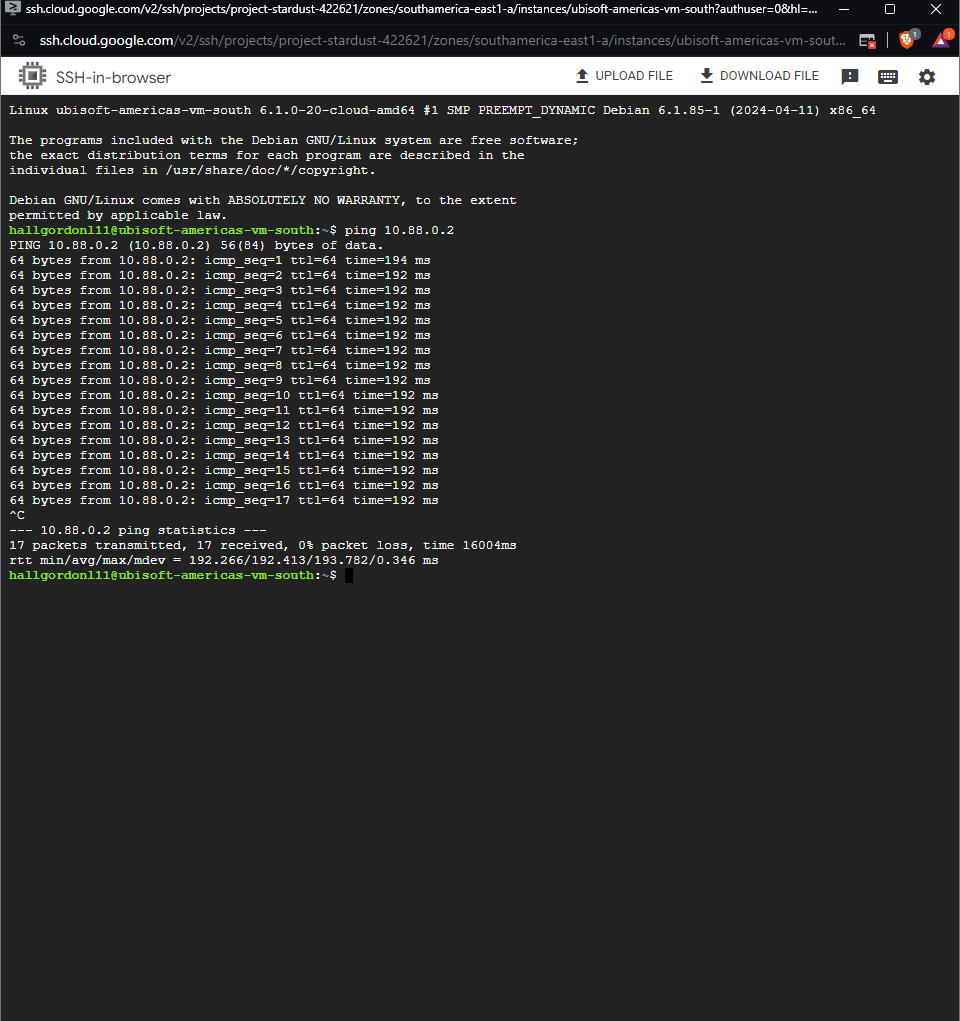 ssh.cloud.google.com/v2/ssh/projects/project-stardust-422621/zones/southamerica-east1-a/instances/ubisoft-americas-vm-south?authuser=0&hl=...
ssh.cloud.google.com/v2/ssh/projects/project-stardust-422621/zones/southamerica-east1-a/instances/ubisoft-americas-vm-sout...
1
1
SSH-in-browser
UPLOAD FILE
DOWNLOAD FILE
Linux ubisoft-americas-vm-south 6.1.0-20-cloud-amd64 #1 SMP PREEMPT_DYNAMIC Debian 6.1.85-1 (2024-04-11) x86_64
The programs included with the Debian GNU/Linux system are free software;
the exact distribution terms for each program are described in the
individual files in /usr/share/doc/*/copyright.
Debian GNU/Linux comes with ABSOLUTELY NO WARRANTY, to the extent
permitted by applicable law.
hallgordon111@ubisoft-americas-vm-south:~$ ping 10.88.0.2
PING 10.88.0.2 (10.88.0.2) 56(84) bytes of data.
64 bytes from 10.88.0.2: icmp_seq=1 ttl=64 time=194 ms
64 bytes from 10.88.0.2: icmp_seq=2 ttl=64 time=192 ms
64 bytes from 10.88.0.2: icmp_seq=3 ttl=64 time=192 ms
64 bytes from 10.88.0.2: icmp_seq=4 ttl=64 time=192 ms
64 bytes from 10.88.0.2: icmp_seq=5 ttl=64 time=192 ms
64 bytes from 10.88.0.2: icmp_seq=6 ttl=64 time=192 ms
64 bytes from 10.88.0.2: icmp_seq=7 ttl=64 time=192 ms
64 bytes from 10.88.0.2: icmp_seq=8 ttl=64 time=192 ms
64 bytes from 10.88.0.2: icmp_seq=9 ttl=64 time=192 ms
64 bytes from 10.88.0.2: icmp_seq=10 ttl=64 time=192 ms
64 bytes from 10.88.0.2: icmp_seq=11 ttl=64 time=192 ms
64 bytes from 10.88.0.2: icmp_seq=12 ttl=64 time=192 ms
64 bytes from 10.88.0.2: icmp_seq=13 ttl=64 time=192 ms
64 bytes from 10.88.0.2: icmp_seq=14 ttl=64 time=192 ms
64 bytes from 10.88.0.2: icmp_seq=15 ttl=64 time=192 ms
64 bytes from 10.88.0.2: icmp_seq=16 ttl=64 time=192 ms
64 bytes from 10.88.0.2: icmp_seq=17 ttl=64 time=192 ms
^C
--- 10.88.0.2 ping statistics ---
17 packets transmitted, 17 received, 0% packet loss, time 16004ms
rtt min/avg/max/mdev = 192.266/192.413/193.782/0.346 ms
hallgordon111@ubisoft-americas-vm-south:~$